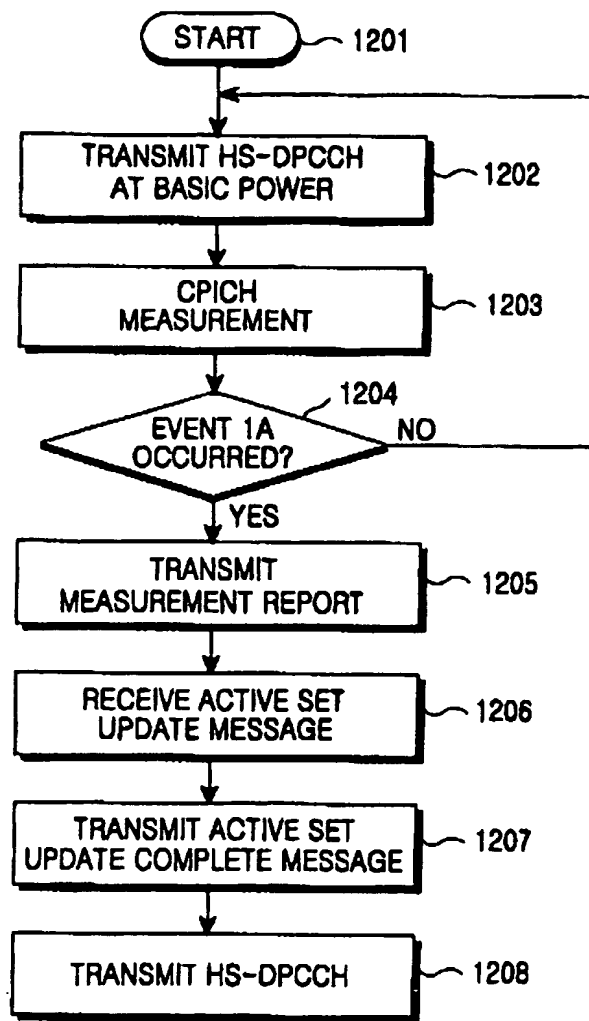 START
1201
TRANSMIT HS-DPCCH
AT BASIC POWER
1202
CPICH
MEASUREMENT
1203
1204
EVENT 1A
OCCURRED?
NO
YES
TRANSMIT
MEASUREMENT REPORT
1205
RECEIVE ACTIVE SET
UPDATE MESSAGE
1206
TRANSMIT ACTIVE SET
UPDATE COMPLETE MESSAGE
1207
TRANSMIT HS-DPCCH
1208